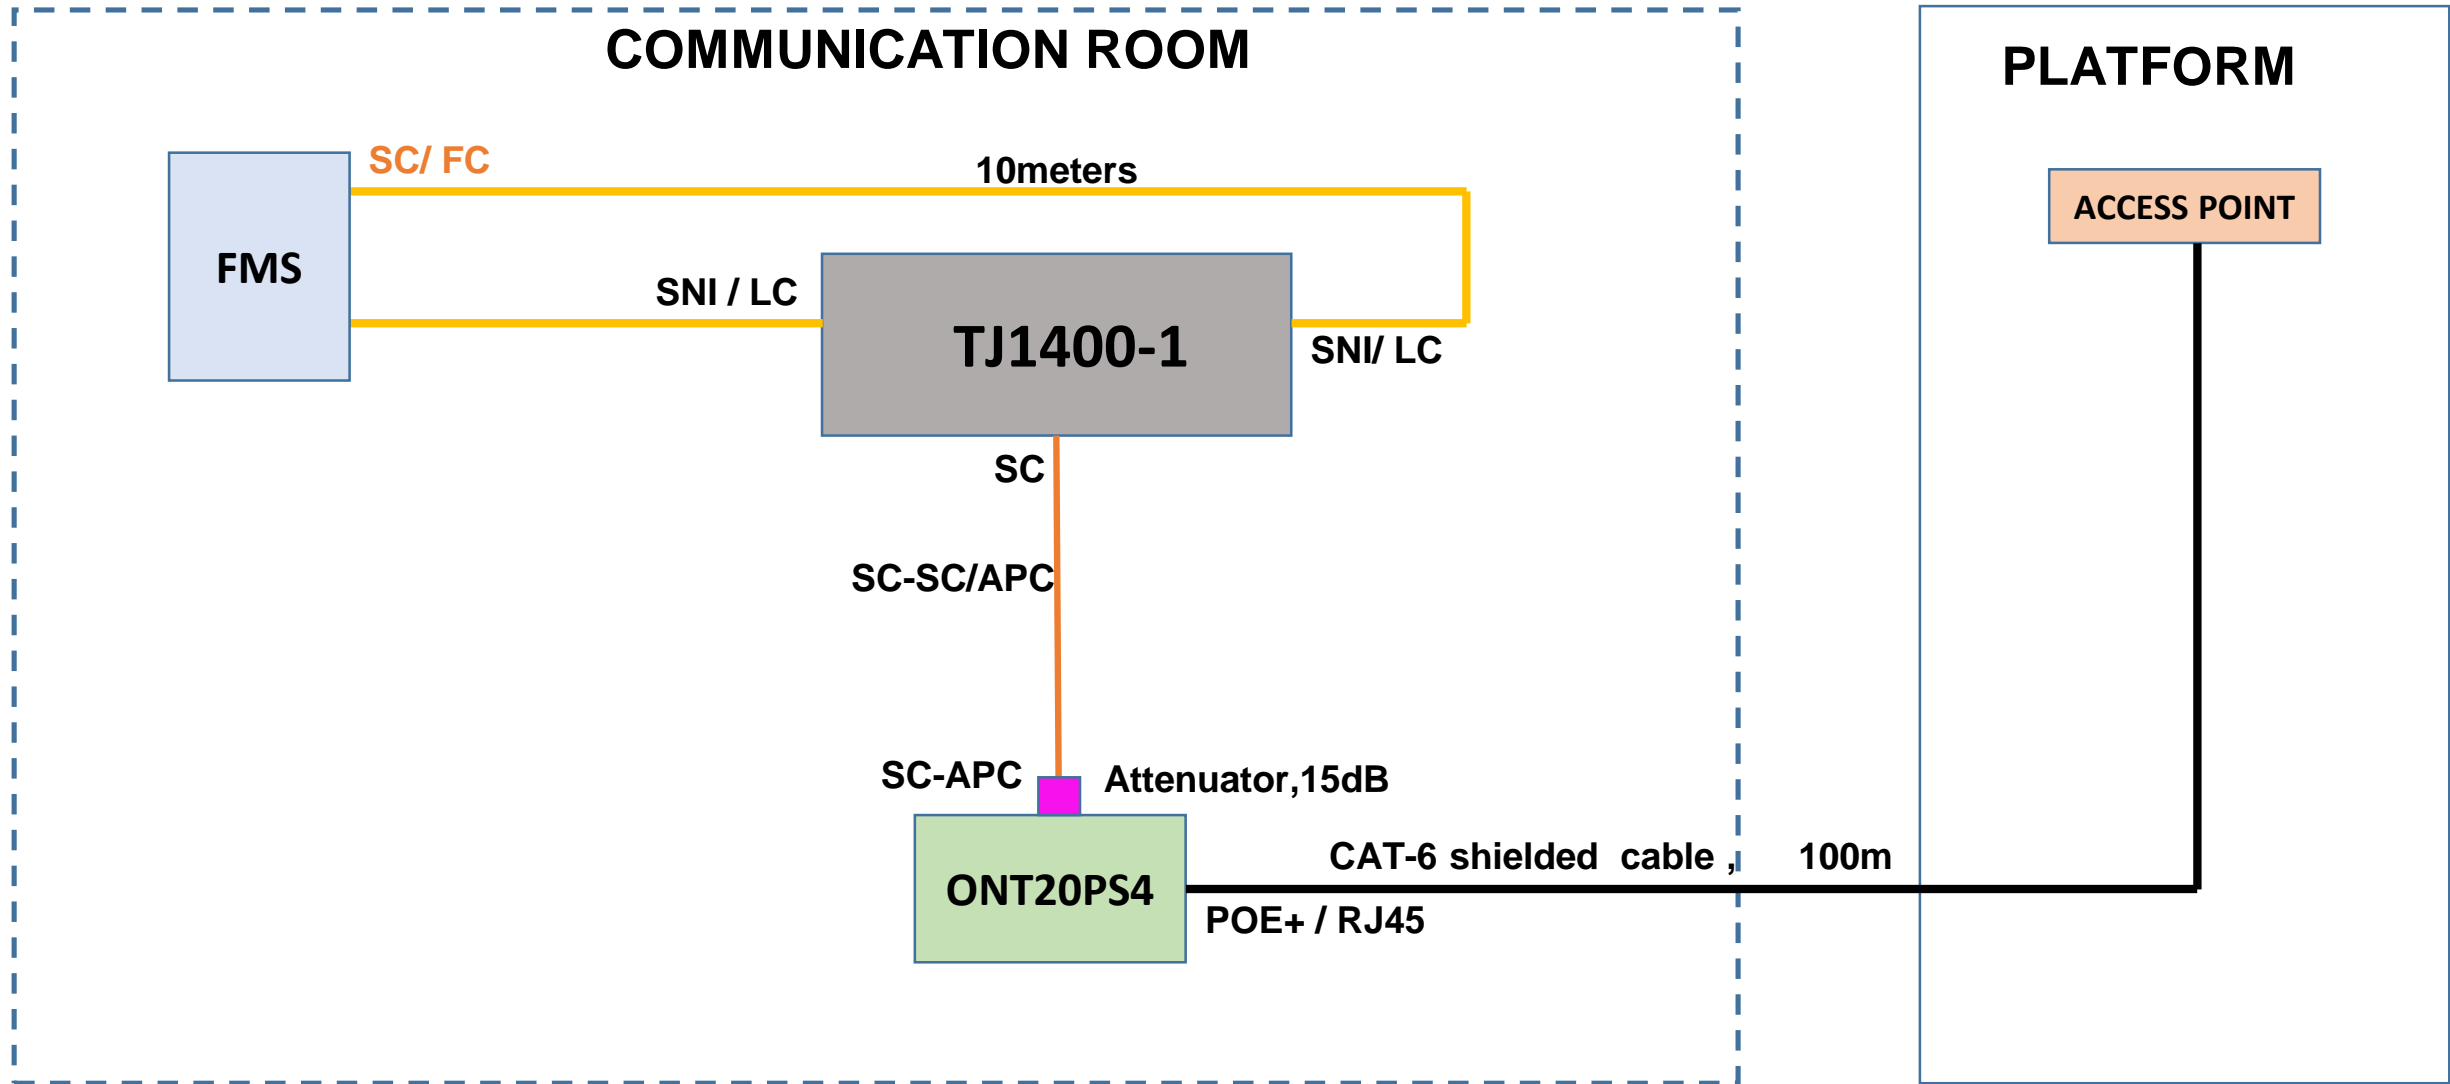 COMMUNICATION ROOM
PLATFORM
SC/ FC
10meters
ACCESS POINT
FMS
SNI / LC
TJ1400-1
SNI/ LC
SC
SC-SC/APC
SC-APC
Attenuator,15dB
CAT-6 shielded cable , 100m
ONT20PS4
POE+ / RJ45